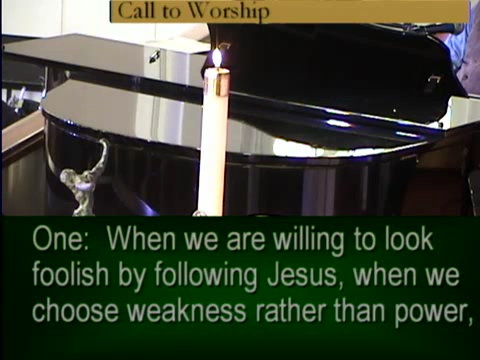 Call to Worship
One: When we are willing to look
foolish by following Jesus, when we
choose weakness rather than power,